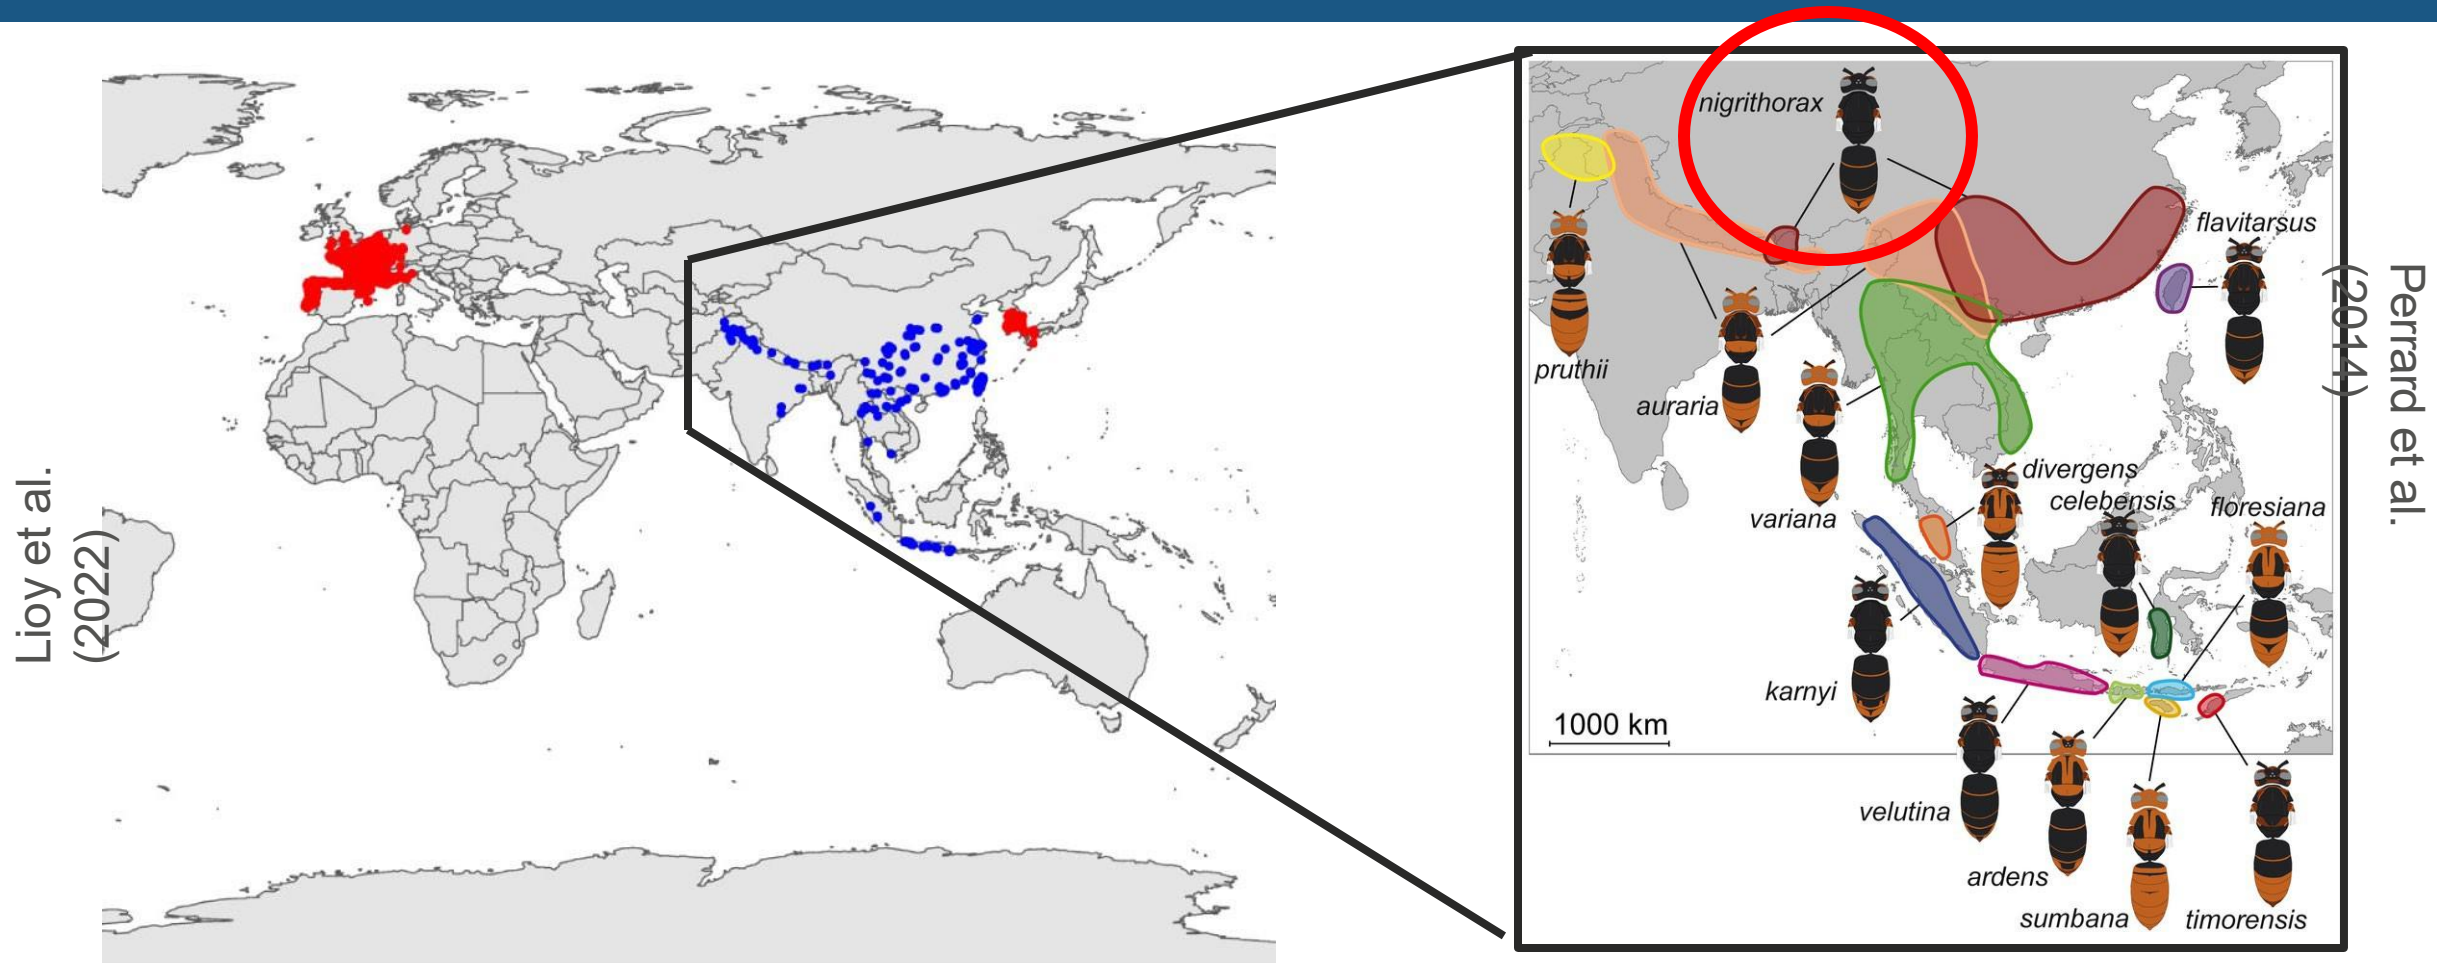 Lioy et al.
(2022)
nigrithorax
flavitarsus
pruthii
auraria
variana
divergens
celebensis
floresiana
karnyi
1000 km
velutina
ardens
sumbana
timorensis
Perrard et al.
(2014)